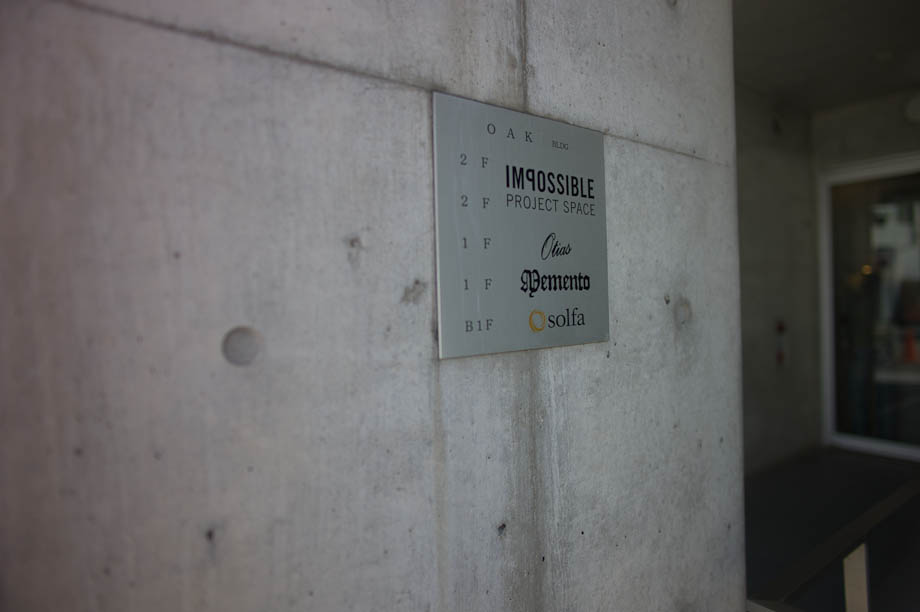 OAK BLDG
2F
IMPOSSIBLE
2F PROJECT SPACE
1F Otias
1F Memento
B1F solfa